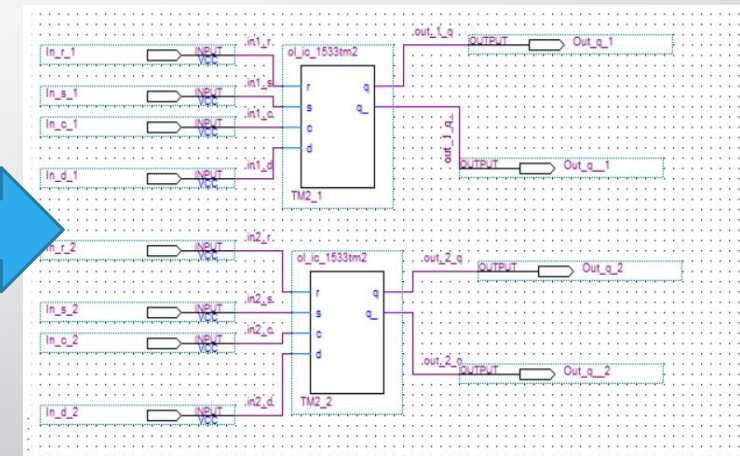 .out_1_q
In_r_1 INPUT VCC .in1_r. ol_ic_1533tm2 OUTPUT Out_q_1
In_s_1 INPUT VCC .in1_s r q
s q_
In_c_1 INPUT VCC .in1_c. c
out_1_q_
In_d_1 INPUT VCC .in1_d d OUTPUT Out_q__1
TM2_1
In_r_2 INPUT VCC .in2_r. ol_ic_1533tm2 .out_2_q OUTPUT Out_q_2
r q
In_s_2 INPUT VCC .in2_s. s q_
In_c_2 INPUT VCC .in2_c. c
d .out_2_q_ OUTPUT Out_q__2
In_d_2 INPUT VCC .in2_d. TM2_2